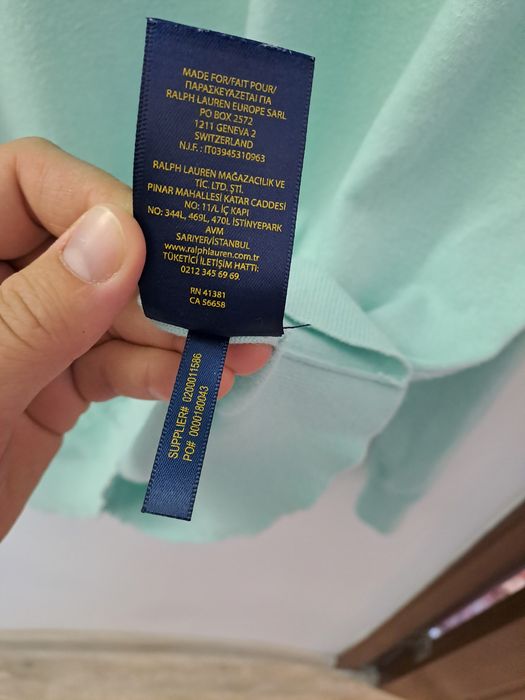 MADE FOR/FAIT POUR/
ΠΑΡΑΣΚΕΥΑΖΕΤΑΙ ΓΙΑ
RALPH LAUREN EUROPE SARL
PO BOX 2572
1211 GENEVA 2
SWITZERLAND
N.I.F. : IT03945310963
RALPH LAUREN MAĞAZACILIK VE
TİC. LTD. ŞTİ.
PINAR MAHALLESİ KATAR CADDESİ
NO: 11/L İÇ KAPI
NO: 344L, 469L, 470L İSTİNYEPARK
AVM
SARIYER/İSTANBUL
www.ralphlauren.com.tr
TÜKETİCİ İLETİŞİM HATTI:
0212 345 69 69.
RN 41381
CA 56658
SUPPLIER# 0200011586
PO# 0000180043